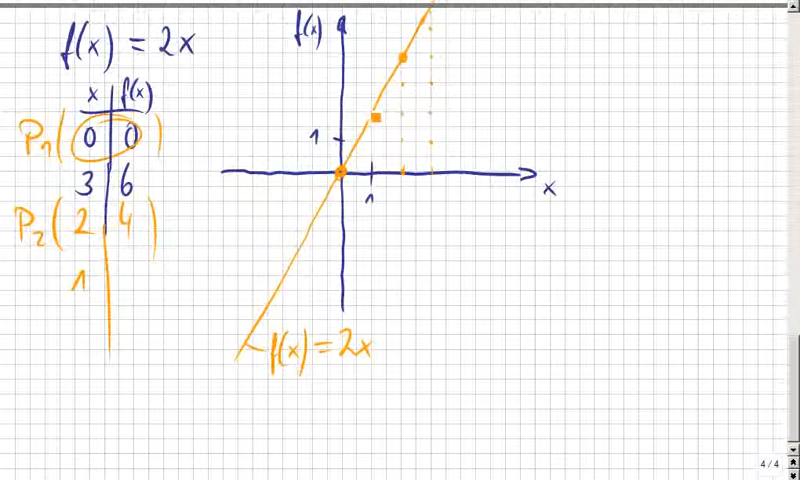 f(x) = 2x
x f(x)
P1( 0 0 )
3 6
P2( 2 4 )
1
f(x)
1
1
x
f(x) = 2x
4/4